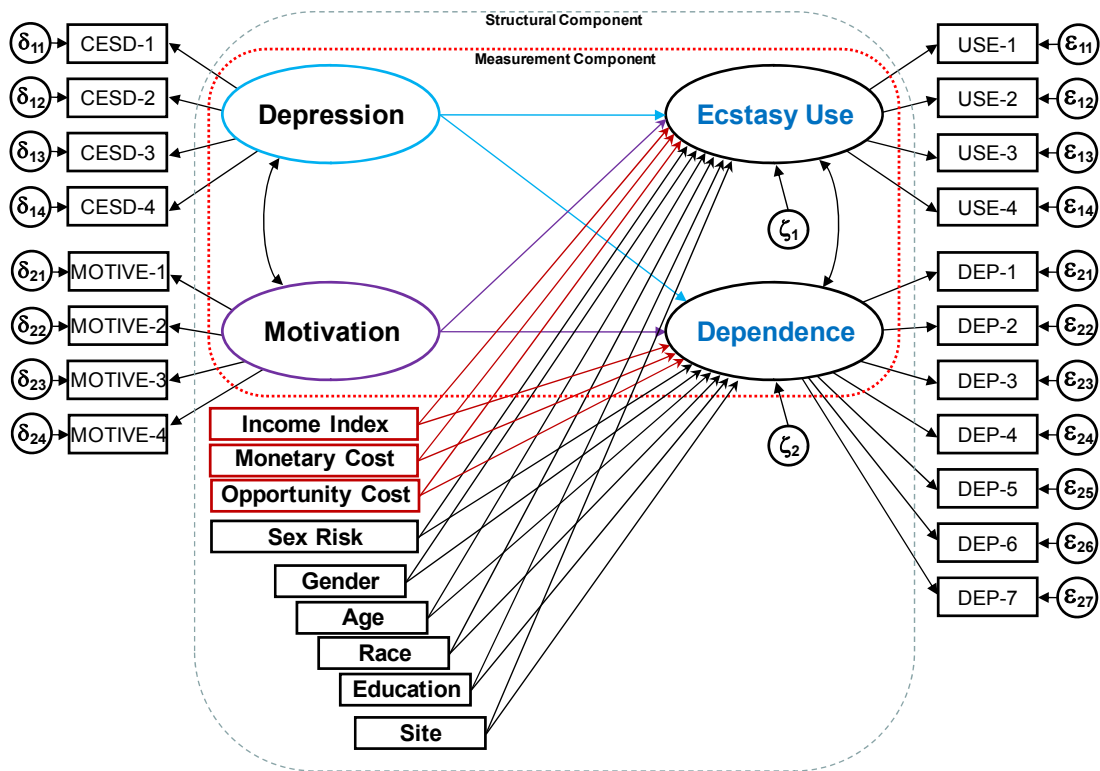 Structural Component
Measurement Component
δ11
CESD-1
δ12
CESD-2
δ13
CESD-3
δ14
CESD-4
δ21
MOTIVE-1
δ22
MOTIVE-2
δ23
MOTIVE-3
δ24
MOTIVE-4
Depression
Motivation
Income Index
Monetary Cost
Opportunity Cost
Sex Risk
Gender
Age
Race
Education
Site
Ecstasy Use
ζ1
Dependence
ζ2
USE-1
ε11
USE-2
ε12
USE-3
ε13
USE-4
ε14
DEP-1
ε21
DEP-2
ε22
DEP-3
ε23
DEP-4
ε24
DEP-5
ε25
DEP-6
ε26
DEP-7
ε27